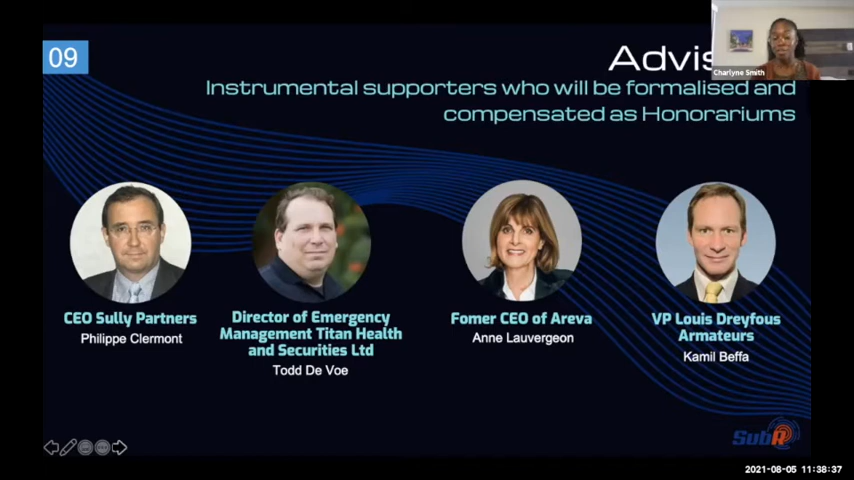 09
Advis
Charlyne Smith
Instrumental supporters who will be formalised and
compensated as Honorariums
CEO Sully Partners
Philippe Clermont
Director of Emergency
Management Titan Health
and Securities Ltd
Todd De Voe
Fomer CEO of Areva
Anne Lauvergeon
VP Louis Dreyfous
Armateurs
Kamil Beffa
SubR
2021-08-05 11:38:37